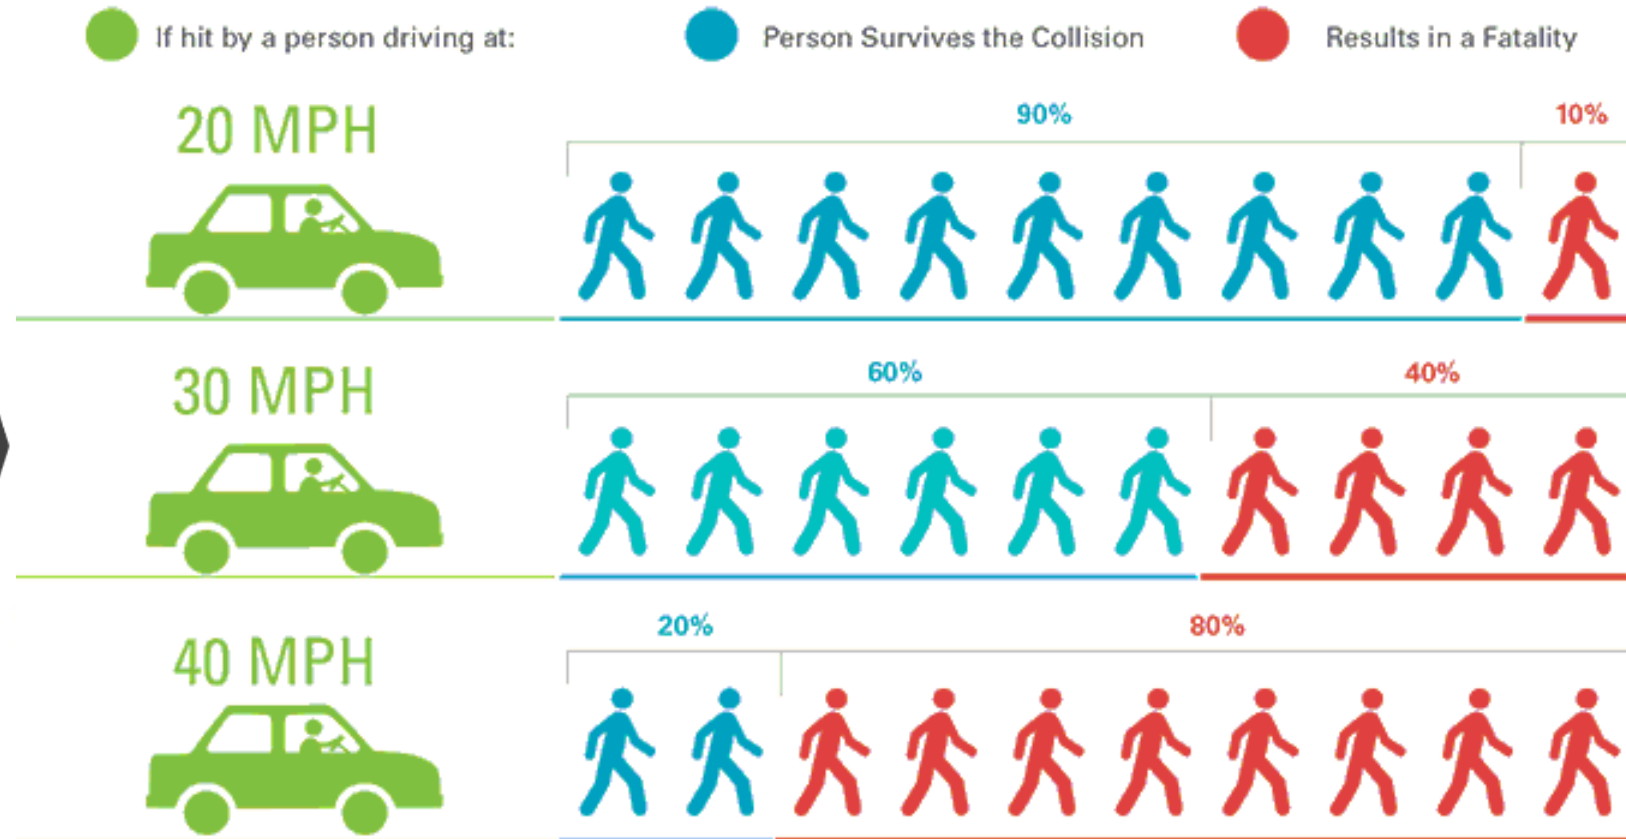 If hit by a person driving at:
Person Survives the Collision
Results in a Fatality
20 MPH
90%
10%
30 MPH
60%
40%
40 MPH
20%
80%